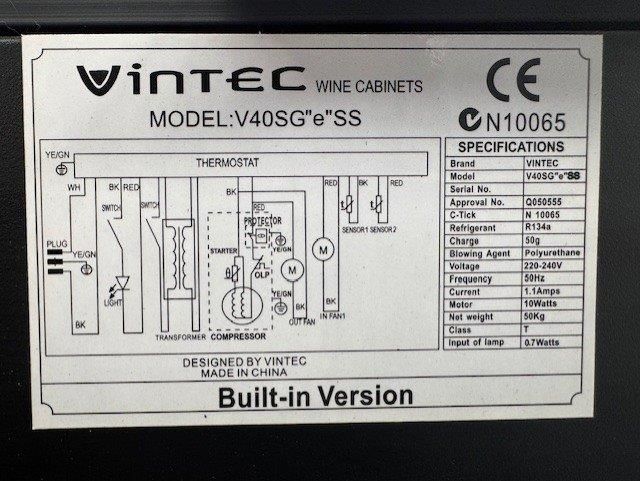 VINTEC WINE CABINETS
CE
MODEL:V40SG"e"SS
N10065
YE/GN
THERMOSTAT
WH
BK
RED
SWITCH
SWITCH
BK
RED
RED
BK
RED
RED
PLUG
YE/GN
BK
LIGHT
TRANSFORMER
STARTER
PROTECTOR
YE/GN
OLP
COMPRESSOR
M
M
YE/GN
BK
OUT FAN
IN FAN1
BK
SENSOR1 SENSOR2
SPECIFICATIONS
Brand VINTEC
Model V40SG"e"SS
Serial No.
Approval No. Q050555
C-Tick N 10065
Refrigerant R134a
Charge 50g
Blowing Agent Polyurethane
Voltage 220-240V
Frequency 50Hz
Current 1.1Amps
Motor 10Watts
Net weight 50Kg
Class T
Input of lamp 0.7Watts
DESIGNED BY VINTEC
MADE IN CHINA
Built-in Version